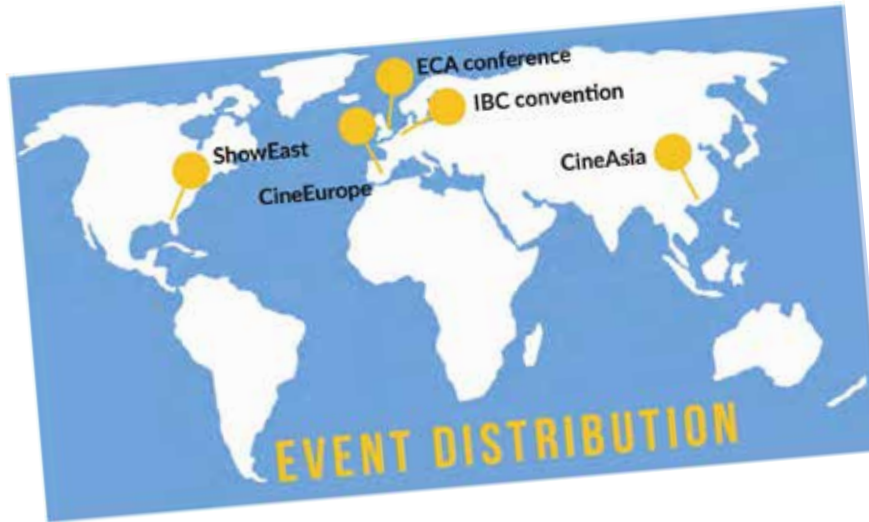 ECA conference
IBC convention
ShowEast
CineAsia
CineEurope
EVENT DISTRIBUTION